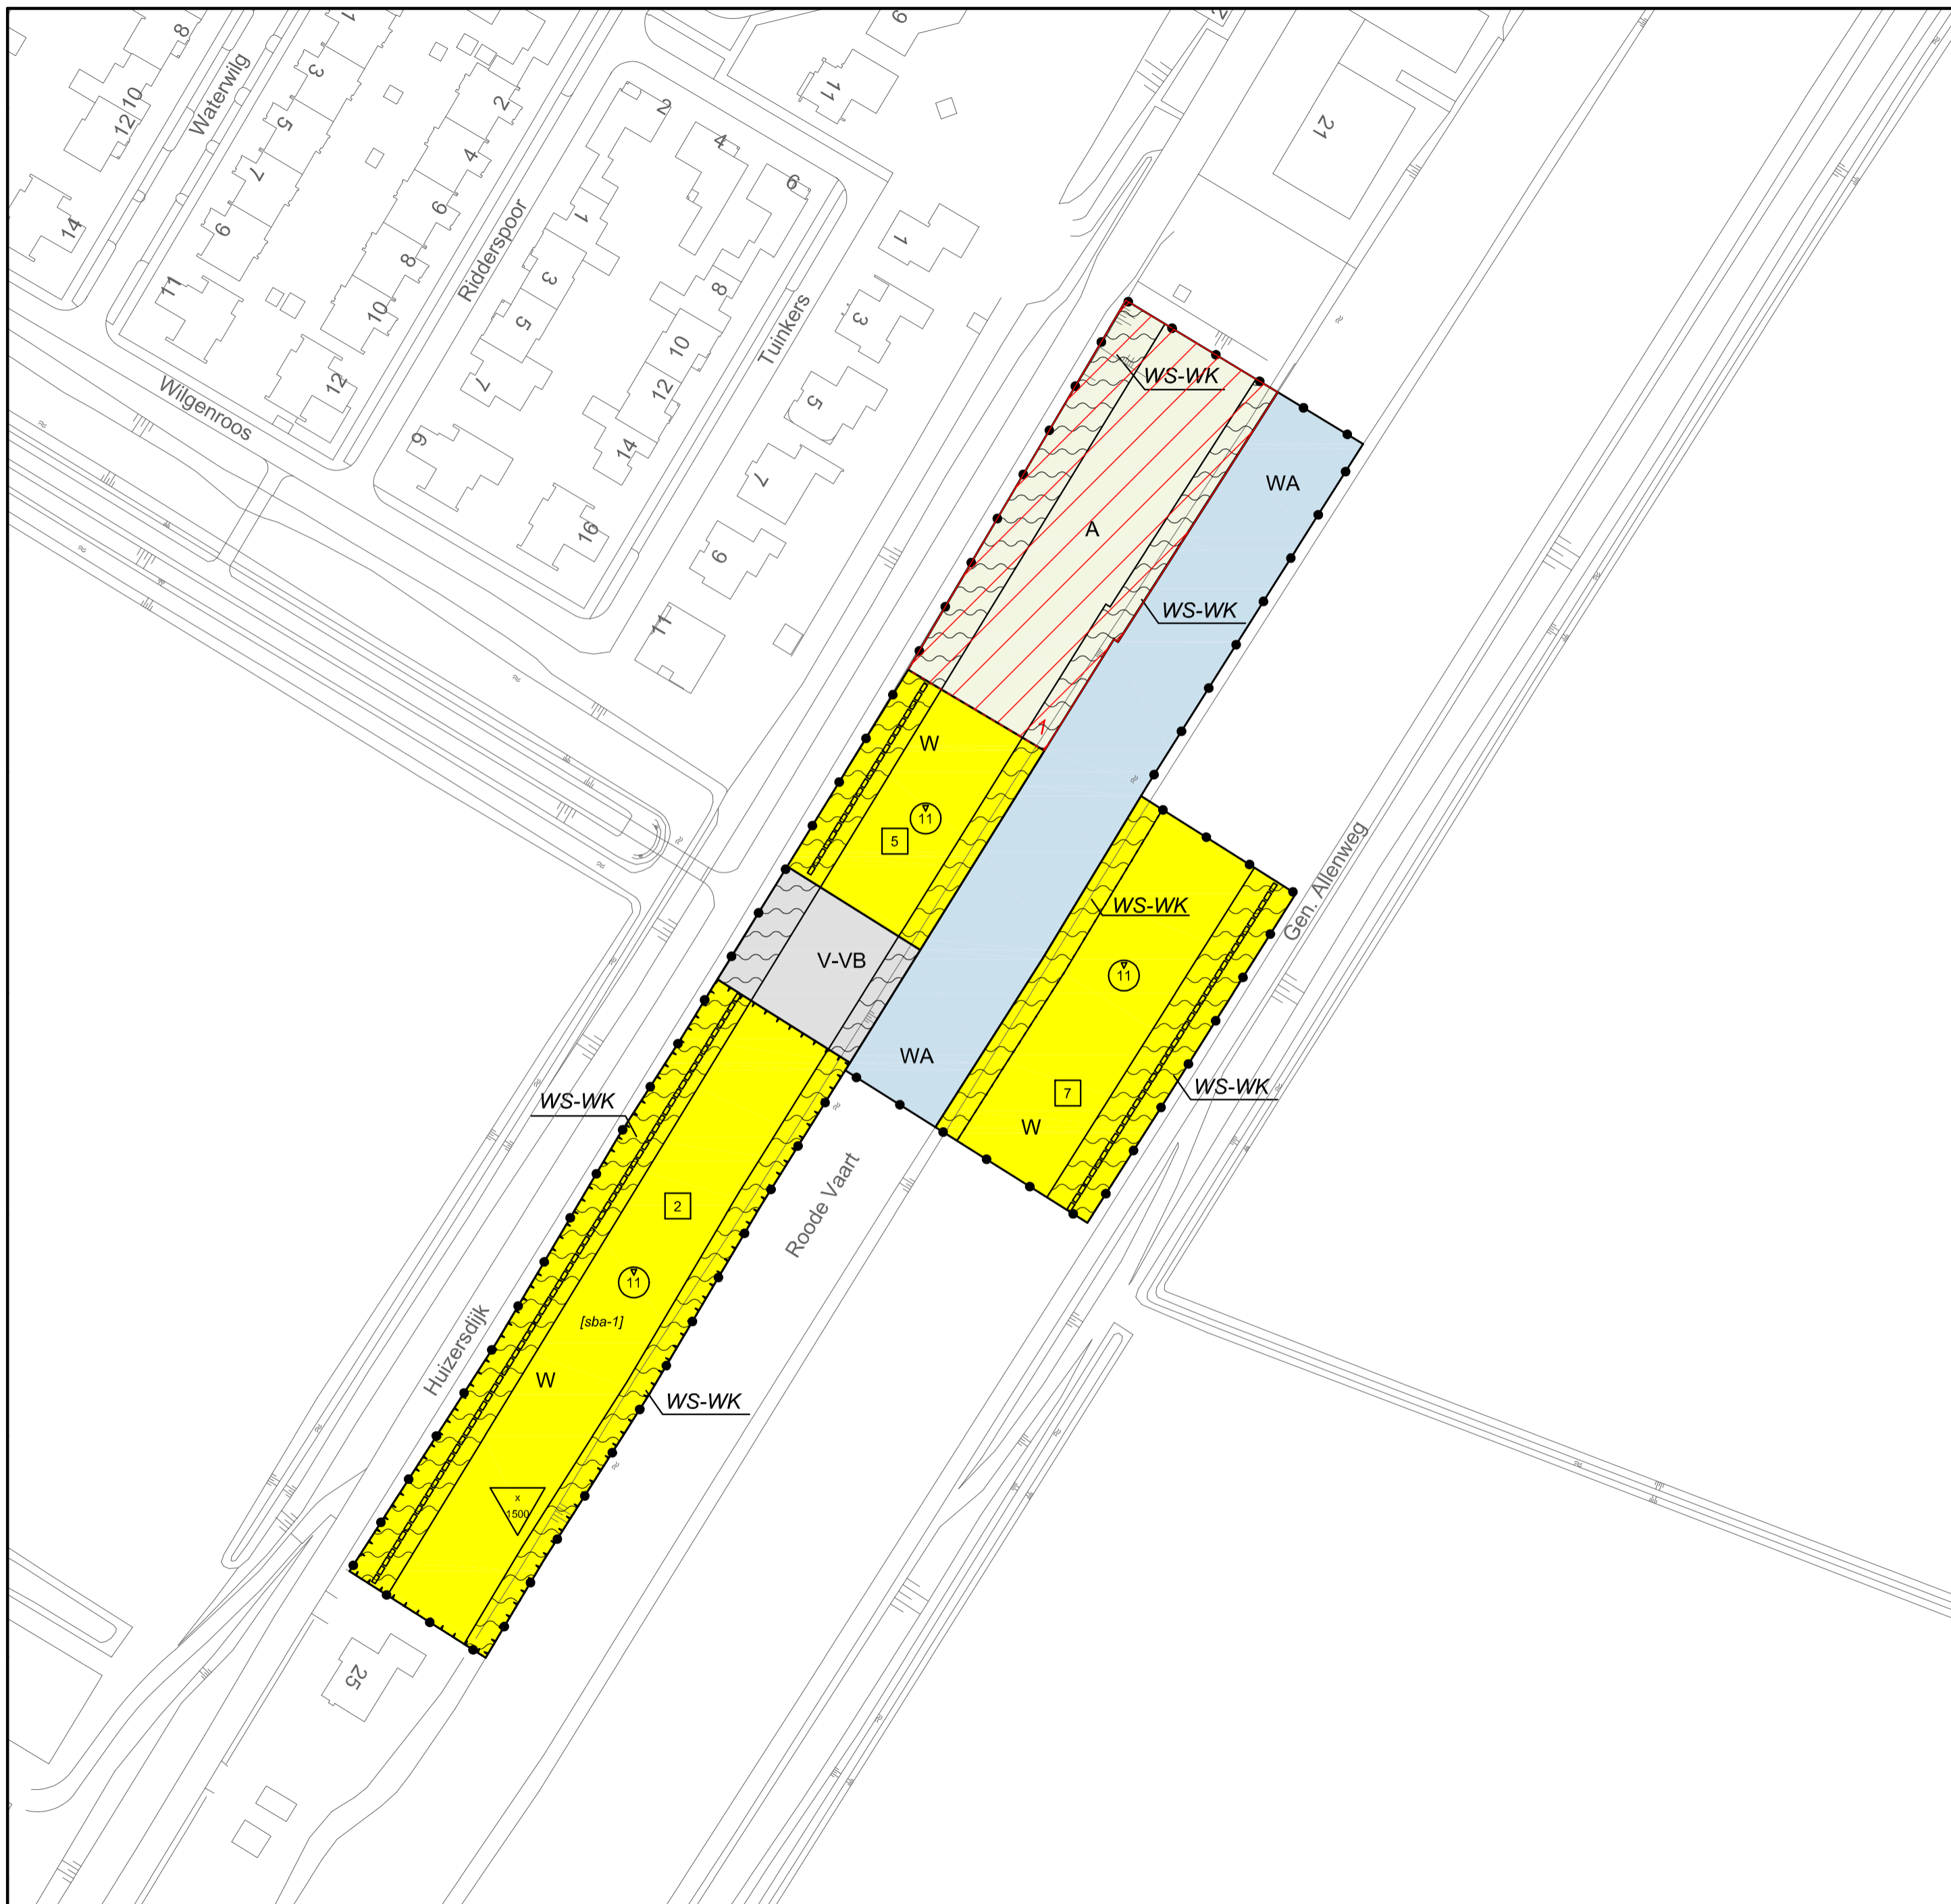 8
10
12
14
Waterwilg
1
3
5
7
9
11
2
4
6
8
10
12
Wilgenroos
Ridderspoor
2
4
6
1
3
5
7
9
8
10
12
14
16
Tuinkers
11
9
1
3
5
7
9
11
21
WS-WK
WA
A
WS-WK
1
W
11
5
V-VB
WA
WS-WK
11
7
W
WS-WK
Gen. Allenweg
WS-WK
2
11
[sba-1]
W
WS-WK
x
1500
Roode Vaart
Huizersdijk
25